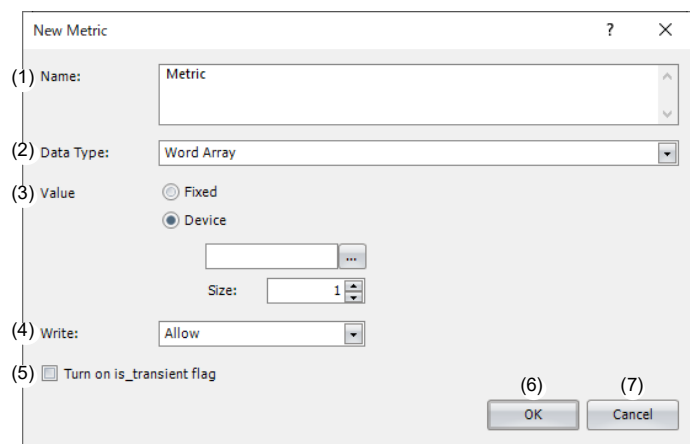 New Metric ?
(1) Name: Metric
(2) Data Type: Word Array
(3) Value Fixed
Device
...
Size: 1
(4) Write: Allow
(5) Turn on is_transient flag
(6) (7)
OK Cancel